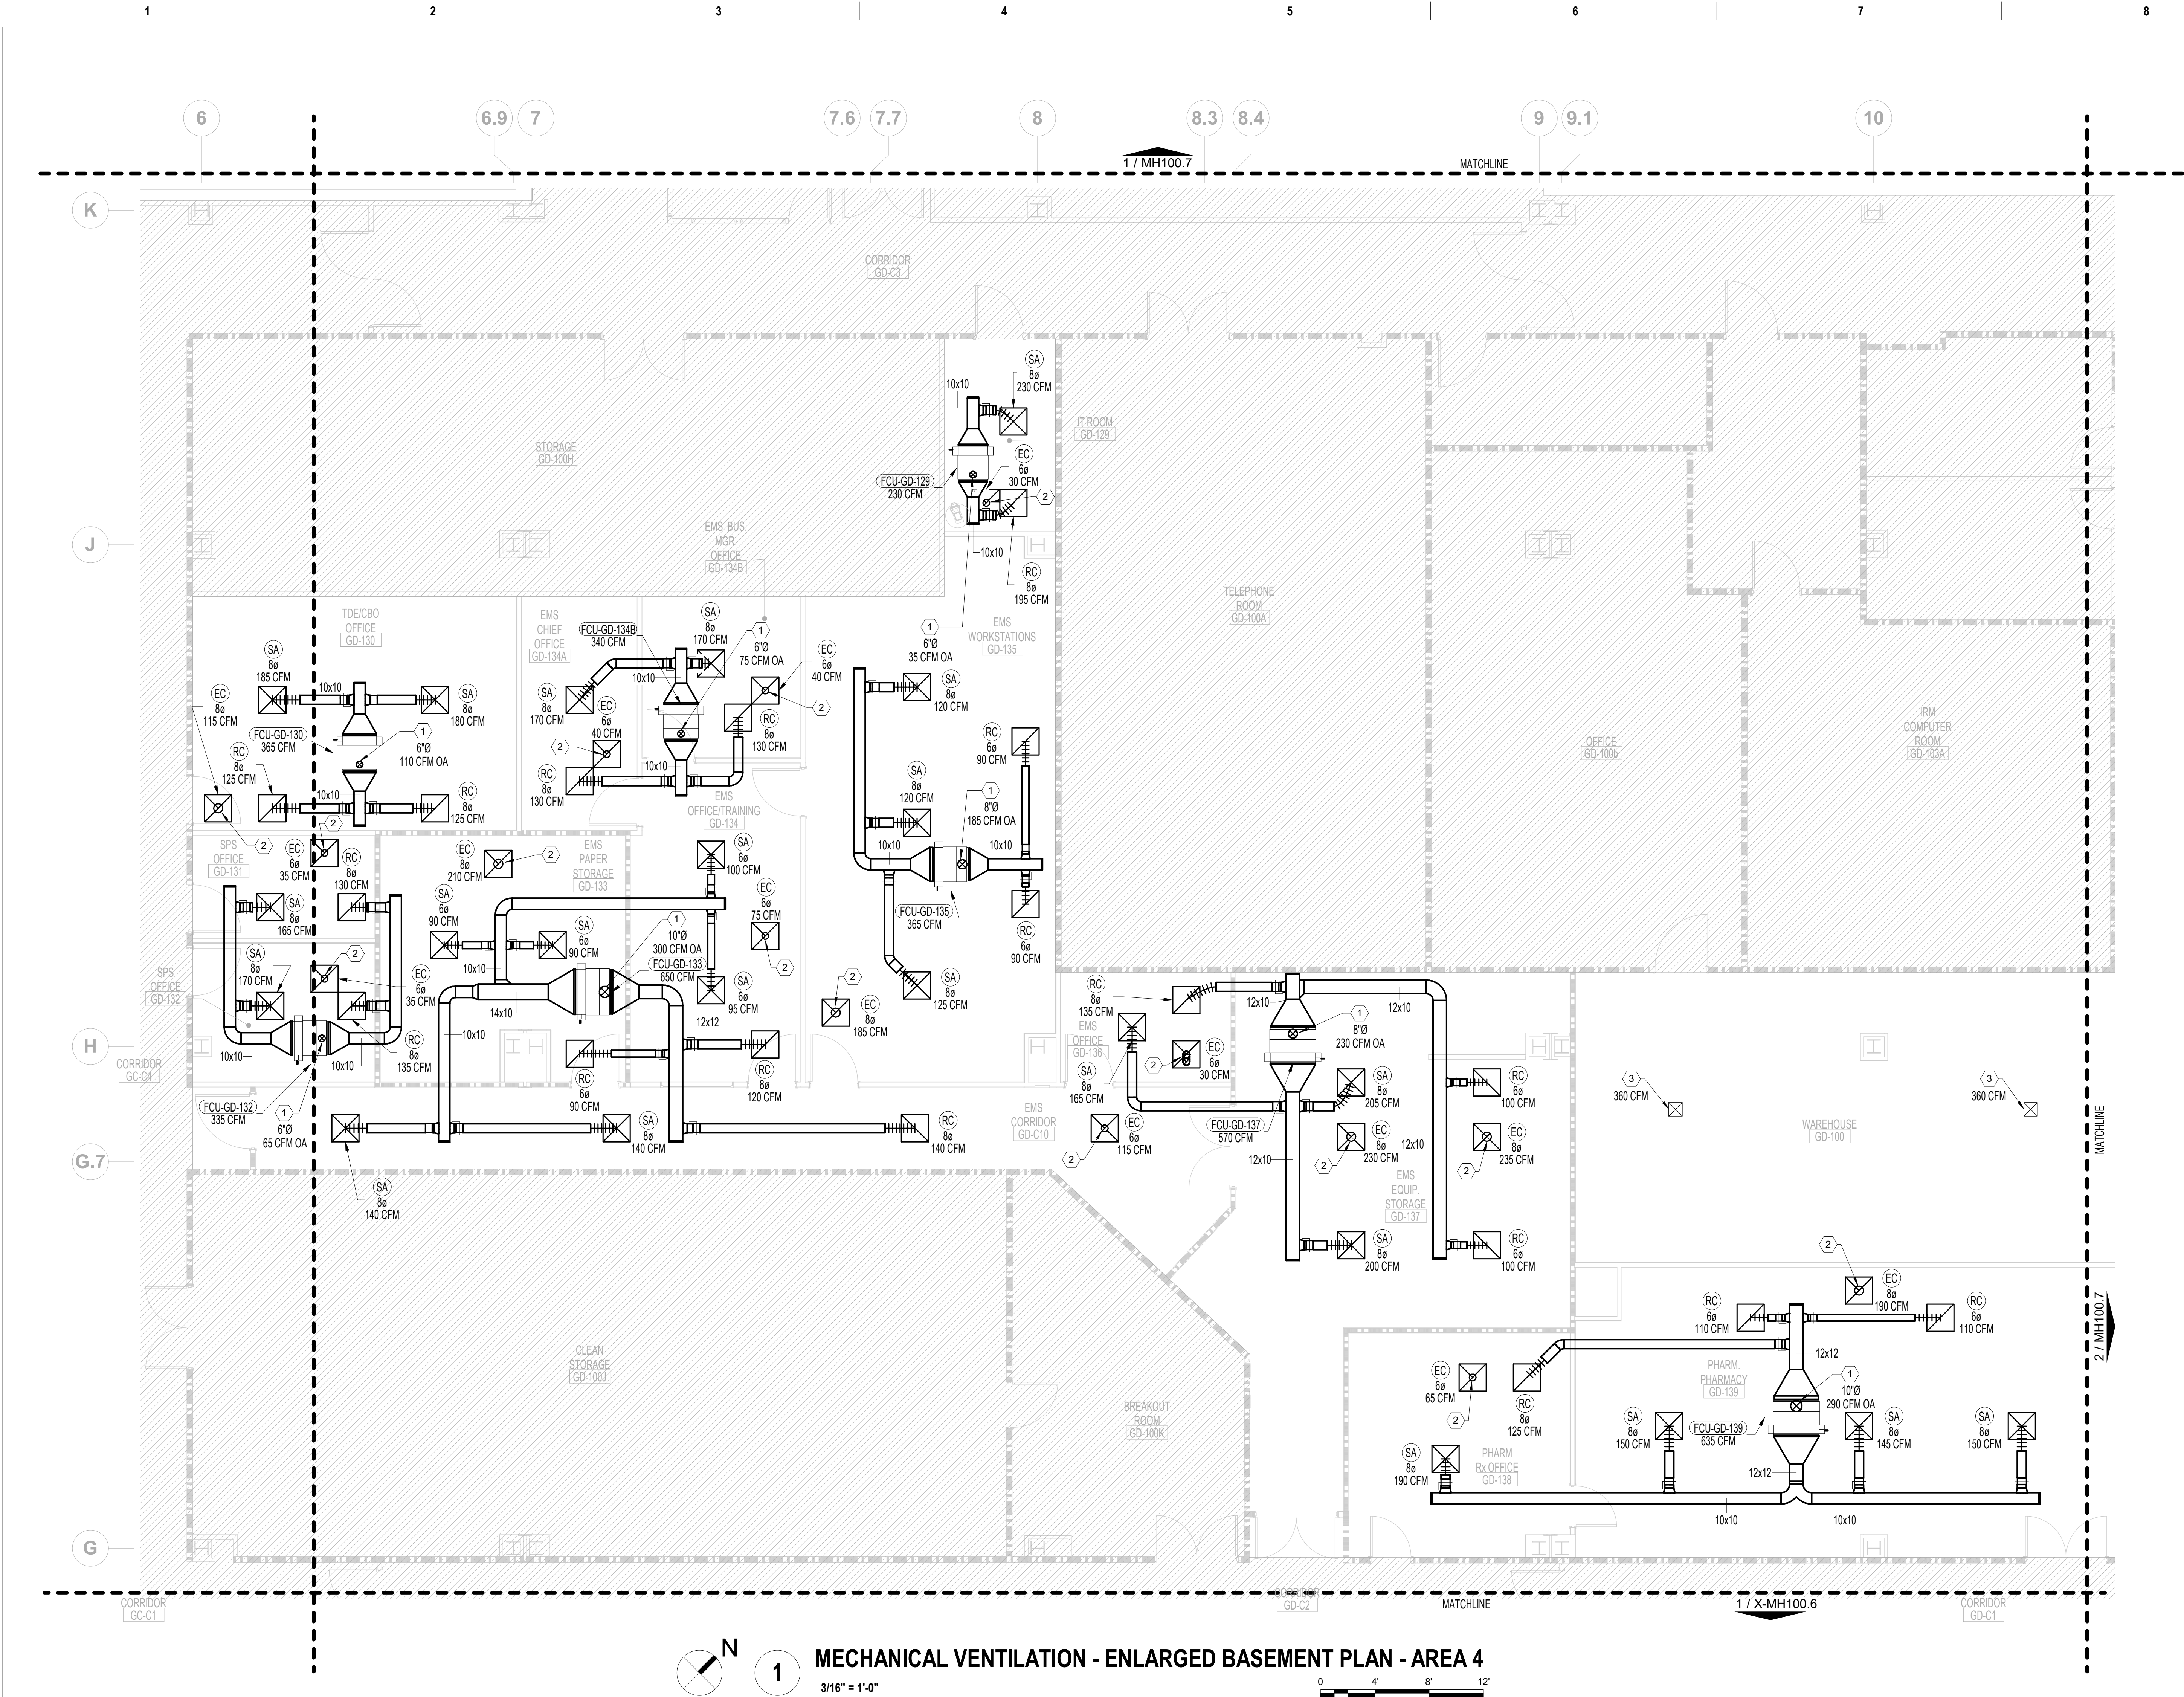 1
2
3
4
5
6
7
8
6
6.9
7
7.6
7.7
8
8.3
8.4
9
9.1
10
1 / MH100.7
MATCHLINE
K
CORRIDOR
GD-C3
STORAGE
GD-100H
SA
8ø
230 CFM
10x10
IT ROOM
GD-129
EC
6ø
30 CFM
FCU-GD-129
230 CFM
2
10x10
RC
8ø
195 CFM
1
6"Ø
35 CFM OA
J
EMS BUS.
MGR.
OFFICE
GD-134B
TELEPHONE
ROOM
GD-100A
EMS
WORKSTATIONS
GD-135
OFFICE
GD-100b
IRM
COMPUTER
ROOM
GD-103A
TDE/CBO
OFFICE
GD-130
SA
8ø
185 CFM
10x10
SA
8ø
180 CFM
EC
8ø
115 CFM
FCU-GD-130
365 CFM
1
6"Ø
110 CFM OA
RC
8ø
125 CFM
10x10
RC
8ø
125 CFM
2
2
EMS
CHIEF
OFFICE
GD-134A
FCU-GD-134B
340 CFM
SA
8ø
170 CFM
1
6"Ø
75 CFM OA
EC
6ø
40 CFM
2
10x10
SA
8ø
170 CFM
EC
6ø
40 CFM
2
RC
8ø
130 CFM
RC
8ø
130 CFM
10x10
EMS
OFFICE/TRAINING
GD-134
SA
8ø
120 CFM
RC
6ø
90 CFM
SA
8ø
120 CFM
1
8"Ø
185 CFM OA
10x10
10x10
FCU-GD-135
365 CFM
RC
6ø
90 CFM
SA
8ø
125 CFM
SPS
OFFICE
GD-131
EC
6ø
35 CFM
RC
8ø
130 CFM
SA
8ø
165 CFM
SA
8ø
170 CFM
2
EC
6ø
35 CFM
SPS
OFFICE
GD-132
RC
8ø
135 CFM
10x10
10x10
FCU-GD-132
335 CFM
1
6"Ø
65 CFM OA
CORRIDOR
GC-C4
H
EC
8ø
210 CFM
2
EMS
PAPER
STORAGE
GD-133
SA
6ø
100 CFM
SA
6ø
90 CFM
SA
6ø
90 CFM
1
10"Ø
300 CFM OA
FCU-GD-133
650 CFM
EC
6ø
75 CFM
2
SA
6ø
95 CFM
10x10
14x10
10x10
12x12
2
EC
8ø
185 CFM
RC
6ø
90 CFM
RC
8ø
120 CFM
SA
8ø
140 CFM
SA
8ø
140 CFM
RC
8ø
140 CFM
EMS
CORRIDOR
GD-C10
RC
8ø
135 CFM
EMS
OFFICE
GD-136
SA
8ø
165 CFM
2
EC
6ø
30 CFM
EC
6ø
115 CFM
2
12x10
12x10
1
8"Ø
230 CFM OA
SA
8ø
205 CFM
FCU-GD-137
570 CFM
EC
8ø
230 CFM
2
12x10
12x10
RC
6ø
100 CFM
EC
8ø
235 CFM
2
EMS
EQUIP.
STORAGE
GD-137
SA
8ø
200 CFM
RC
6ø
100 CFM
3
360 CFM
3
360 CFM
WAREHOUSE
GD-100
MATCHLINE
2 / MH100.7
G.7
CLEAN
STORAGE
GD-100J
BREAKOUT
ROOM
GD-100K
2
EC
8ø
190 CFM
RC
6ø
110 CFM
RC
6ø
110 CFM
12x12
EC
6ø
65 CFM
2
RC
8ø
125 CFM
PHARM.
PHARMACY
GD-139
1
10"Ø
290 CFM OA
FCU-GD-139
635 CFM
SA
8ø
150 CFM
SA
8ø
145 CFM
SA
8ø
150 CFM
SA
8ø
190 CFM
PHARM
Rx OFFICE
GD-138
12x12
10x10
10x10
G
CORRIDOR
GC-C1
CORRIDOR
GD-C2
MATCHLINE
1 / X-MH100.6
CORRIDOR
GD-C1
N
1
MECHANICAL VENTILATION - ENLARGED BASEMENT PLAN - AREA 4
3/16" = 1'-0"
0
4'
8'
12'